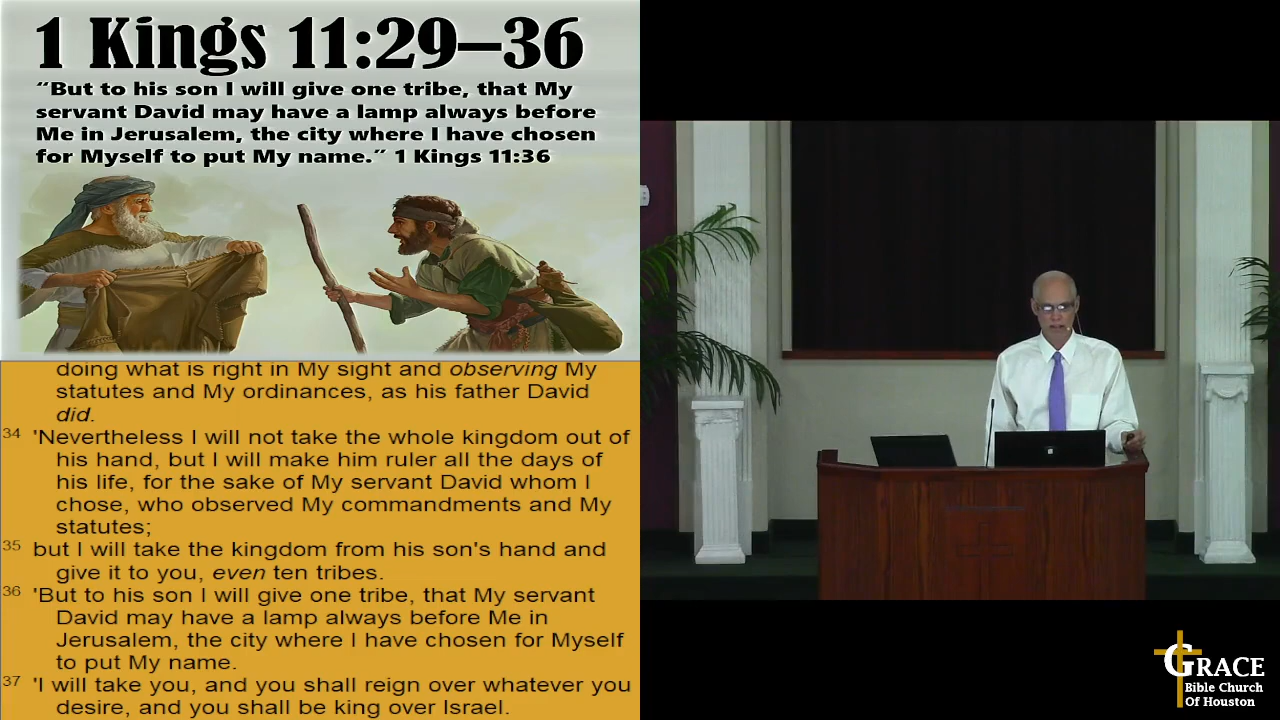 1 Kings 11:29–36
“But to his son I will give one tribe, that My
servant David may have a lamp always before
Me in Jerusalem, the city where I have chosen
for Myself to put My name.” 1 Kings 11:36
doing what is right in My sight and observing My
statutes and My ordinances, as his father David
did.
34 'Nevertheless I will not take the whole kingdom out of
his hand, but I will make him ruler all the days of
his life, for the sake of My servant David whom I
chose, who observed My commandments and My
statutes;
35 but I will take the kingdom from his son's hand and
give it to you, even ten tribes.
36 'But to his son I will give one tribe, that My servant
David may have a lamp always before Me in
Jerusalem, the city where I have chosen for Myself
to put My name.
37 'I will take you, and you shall reign over whatever you
desire, and you shall be king over Israel.
GRACE
Bible Church
Of Houston